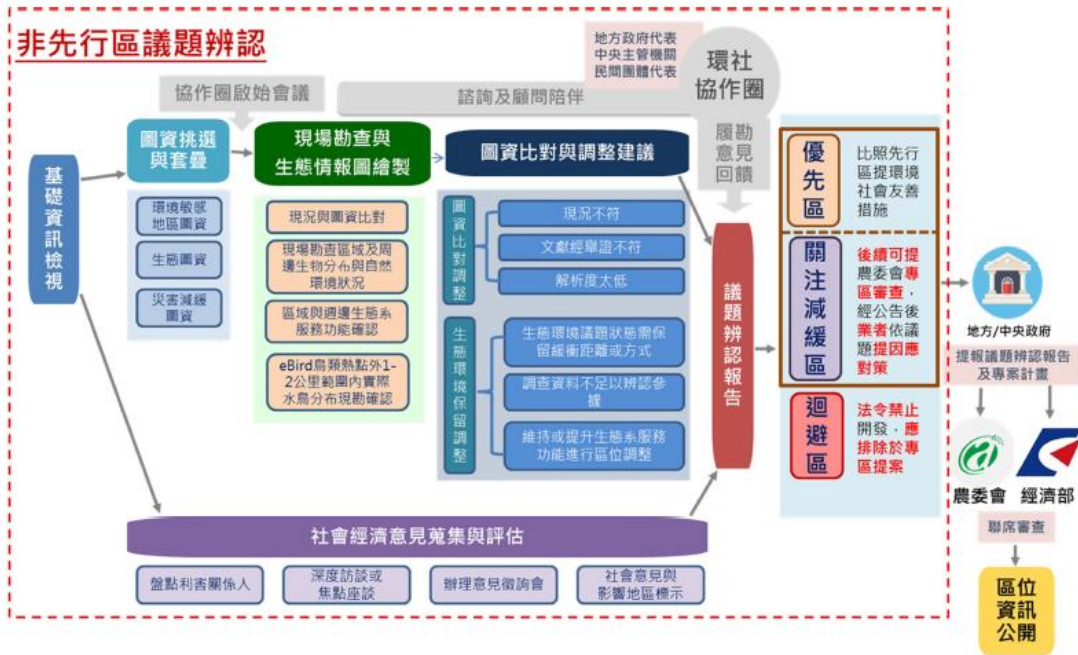 非先行區議題辨認
地方政府代表
中央主管機關
民間團體代表
環社
協作圈
協作圈啟始會議
諮詢及顧問陪伴
履勘
意見
回饋
基礎資訊檢視
圖資挑選
與套疊
環境敏感
地區圖資
生態圖資
災害減緩
圖資
現場勘查與
生態情報圖繪製
現況與圖資比對
現場勘查區域及周
邊生物分布與自然
環境狀況
區域與週邊生態系
服務功能確認
eBird鳥類熱點外1-
2公里範圍內實際
水鳥分布現勘確認
圖資比對與調整建議
圖資比對調整
現況不符
文獻經舉證不符
解析度太低
生態環境保留調整
生態環境議題狀態需保
留緩衝距離或方式
調查資料不足以辨認參
據
維持或提升生態系服務
功能進行區位調整
社會經濟意見蒐集與評估
盤點利害關係人
深度訪談或
焦點座談
辦理意見徵詢會
社會意見與
影響地區標示
議題辨認報告
優先區
比照先行
區提環境
社會友善
措施
關注減緩區
後續可提
農委會專
區審查，
經公告後
業者依議
題提因應
對策
迴避區
法令禁止
開發，應
排除於專
區提案
地方/中央政府
提報議題辨認報告
及專案計畫
農委會
經濟部
聯席審查
區位
資訊
公開